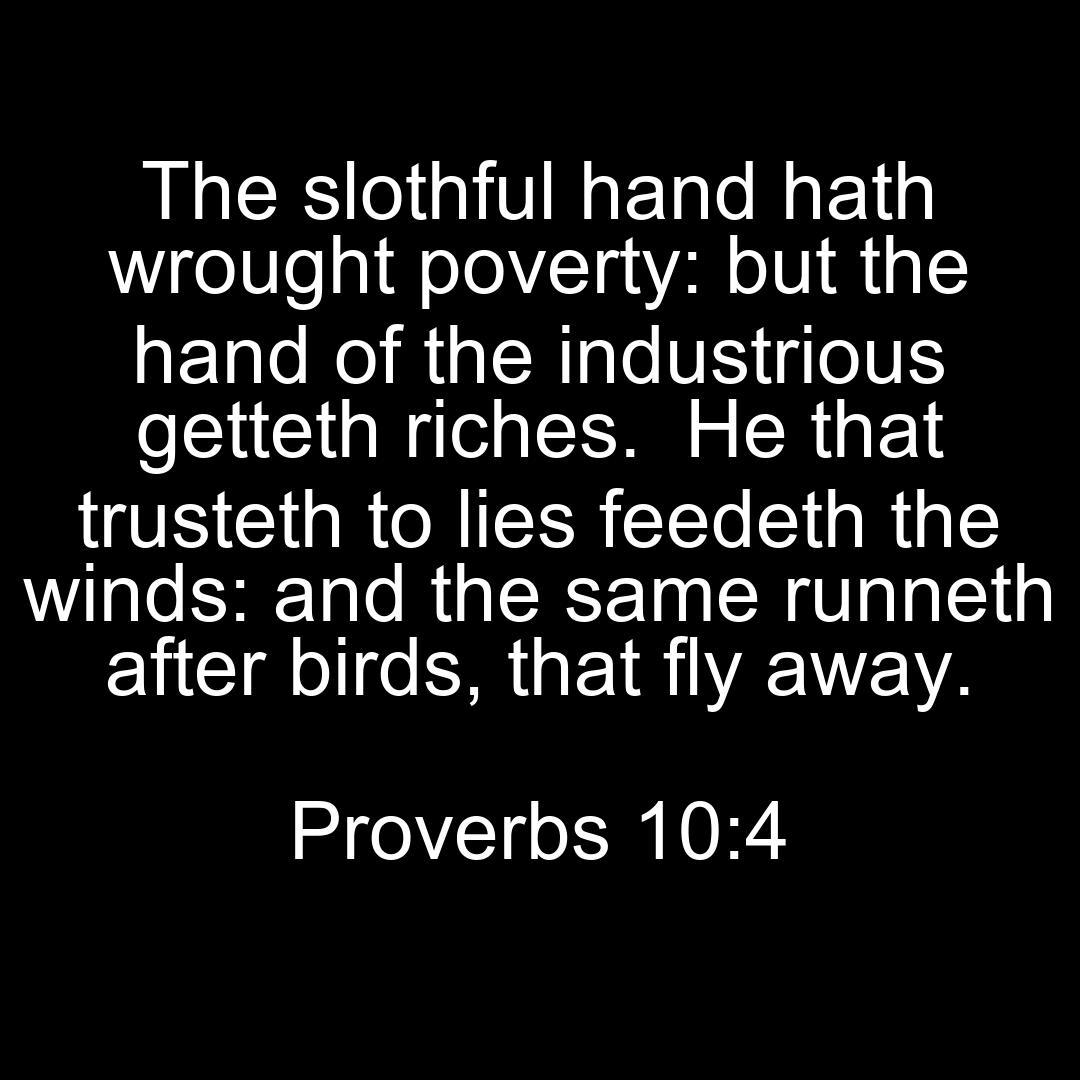 The slothful hand hath
wrought poverty: but the
hand of the industrious
getteth riches.  He that
trusteth to lies feedeth the
winds: and the same runneth
after birds, that fly away.
Proverbs 10:4